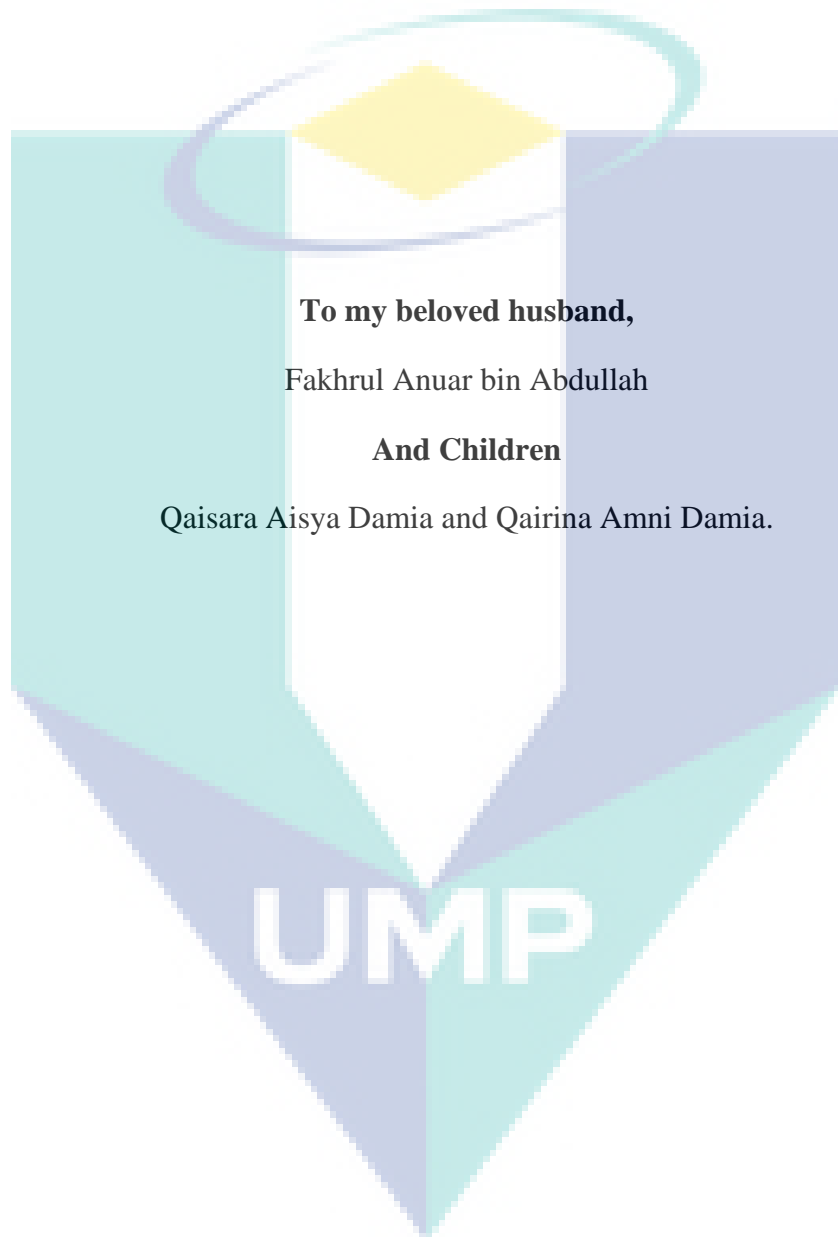 To my beloved husband,
Fakhrul Anuar bin Abdullah
And Children
Qaisara Aisya Damia and Qairina Amni Damia.
UMP